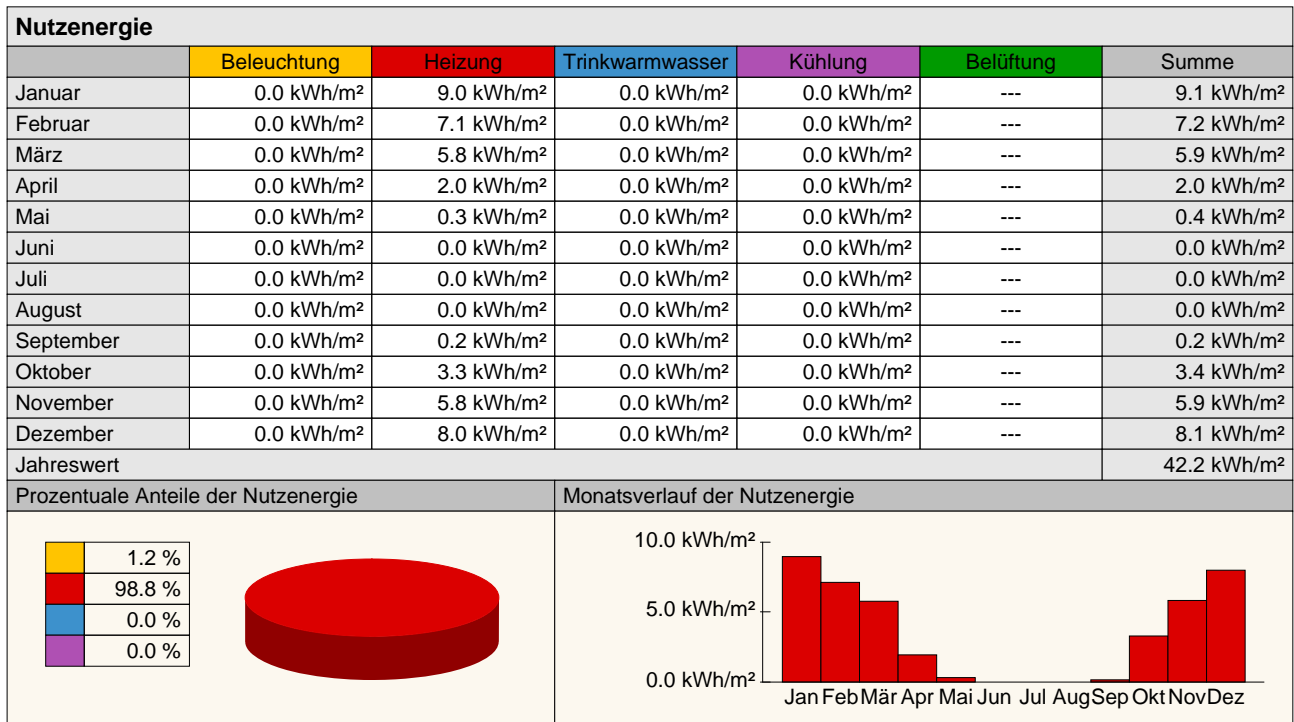 Nutzenergie
Beleuchtung Heizung Trinkwarmwasser Kühlung Belüftung Summe
Januar 0.0 kWh/m² 9.0 kWh/m² 0.0 kWh/m² 0.0 kWh/m² --- 9.1 kWh/m²
Februar 0.0 kWh/m² 7.1 kWh/m² 0.0 kWh/m² 0.0 kWh/m² --- 7.2 kWh/m²
März 0.0 kWh/m² 5.8 kWh/m² 0.0 kWh/m² 0.0 kWh/m² --- 5.9 kWh/m²
April 0.0 kWh/m² 2.0 kWh/m² 0.0 kWh/m² 0.0 kWh/m² --- 2.0 kWh/m²
Mai 0.0 kWh/m² 0.3 kWh/m² 0.0 kWh/m² 0.0 kWh/m² --- 0.4 kWh/m²
Juni 0.0 kWh/m² 0.0 kWh/m² 0.0 kWh/m² 0.0 kWh/m² --- 0.0 kWh/m²
Juli 0.0 kWh/m² 0.0 kWh/m² 0.0 kWh/m² 0.0 kWh/m² --- 0.0 kWh/m²
August 0.0 kWh/m² 0.0 kWh/m² 0.0 kWh/m² 0.0 kWh/m² --- 0.0 kWh/m²
September 0.0 kWh/m² 0.2 kWh/m² 0.0 kWh/m² 0.0 kWh/m² --- 0.2 kWh/m²
Oktober 0.0 kWh/m² 3.3 kWh/m² 0.0 kWh/m² 0.0 kWh/m² --- 3.4 kWh/m²
November 0.0 kWh/m² 5.8 kWh/m² 0.0 kWh/m² 0.0 kWh/m² --- 5.9 kWh/m²
Dezember 0.0 kWh/m² 8.0 kWh/m² 0.0 kWh/m² 0.0 kWh/m² --- 8.1 kWh/m²
Jahreswert 42.2 kWh/m²
Prozentuale Anteile der Nutzenergie
1.2 %
98.8 %
0.0 %
0.0 %
Monatsverlauf der Nutzenergie
10.0 kWh/m²
5.0 kWh/m²
0.0 kWh/m²
Jan Feb Mär Apr Mai Jun Jul Aug Sep Okt Nov Dez